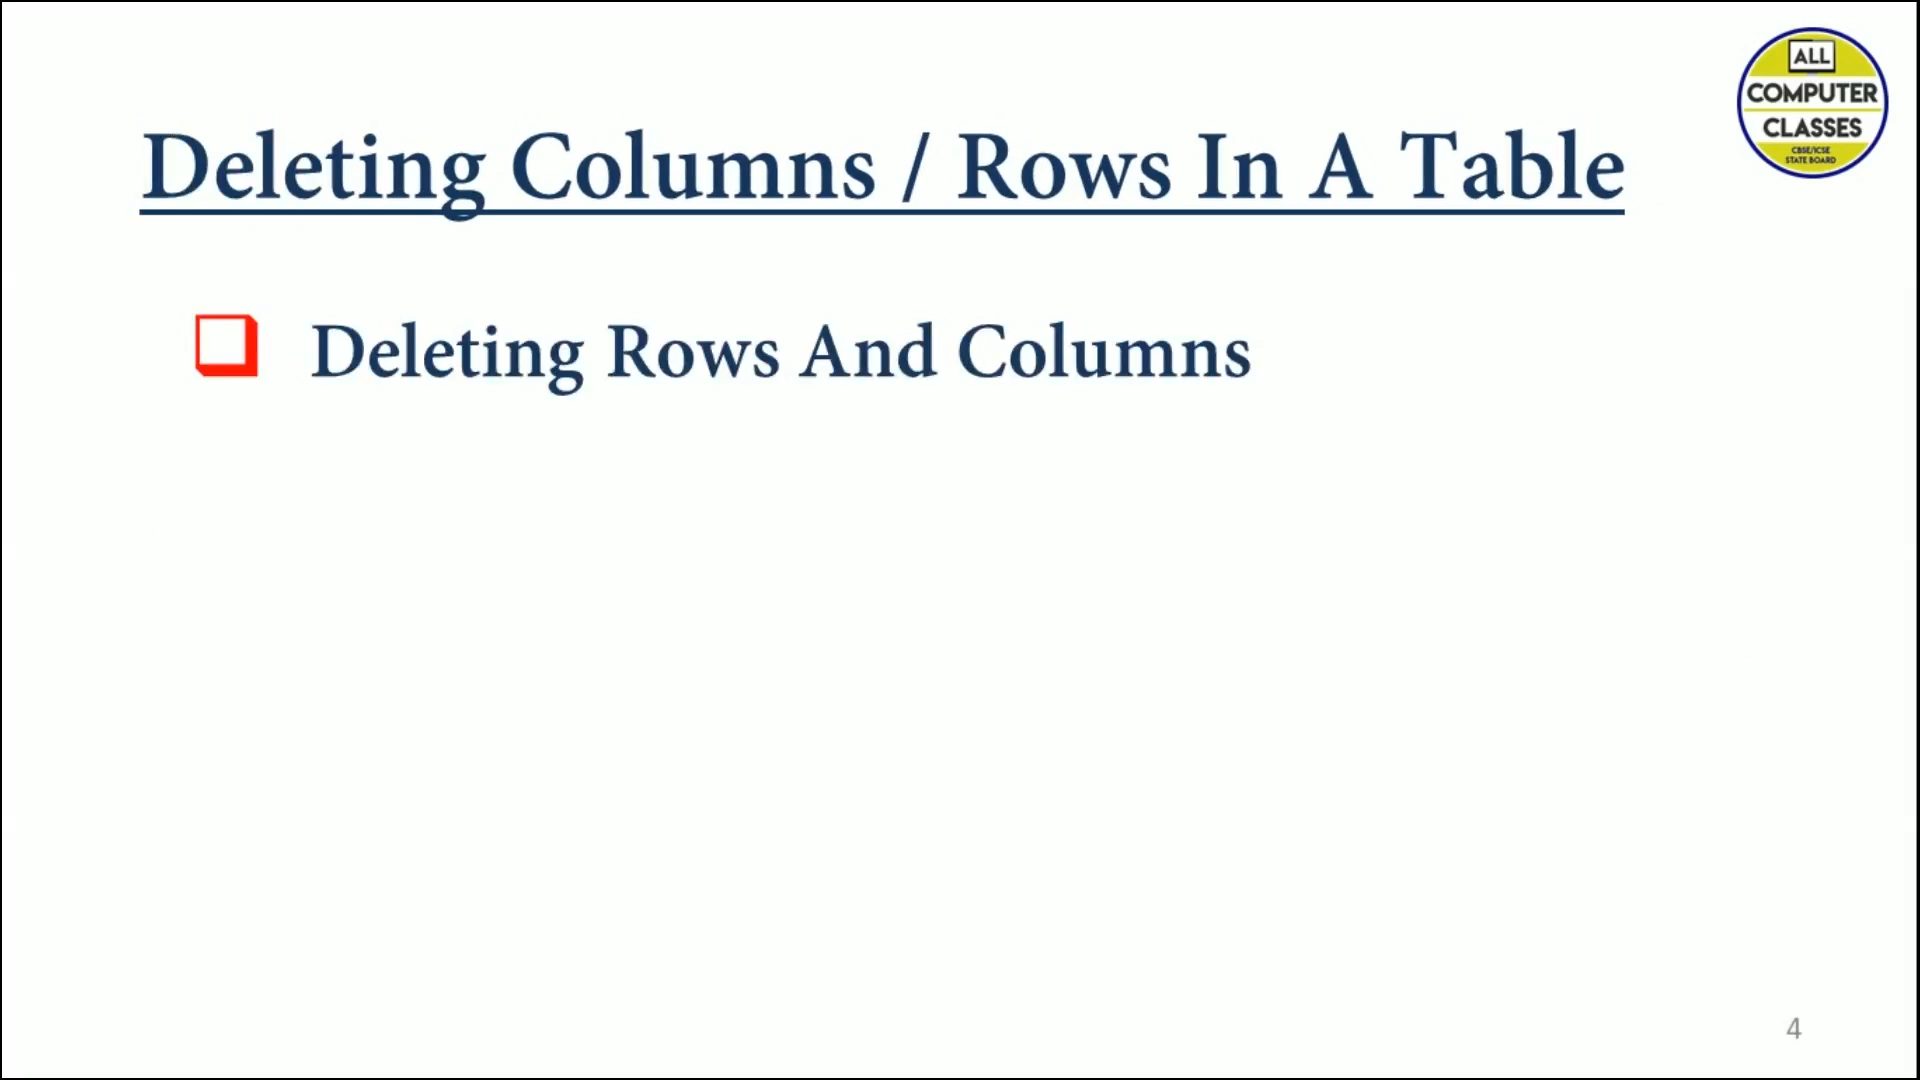 ALL
COMPUTER
CLASSES
CBSE/ICSE
STATE BOARD
Deleting Columns / Rows In A Table
Deleting Rows And Columns
4